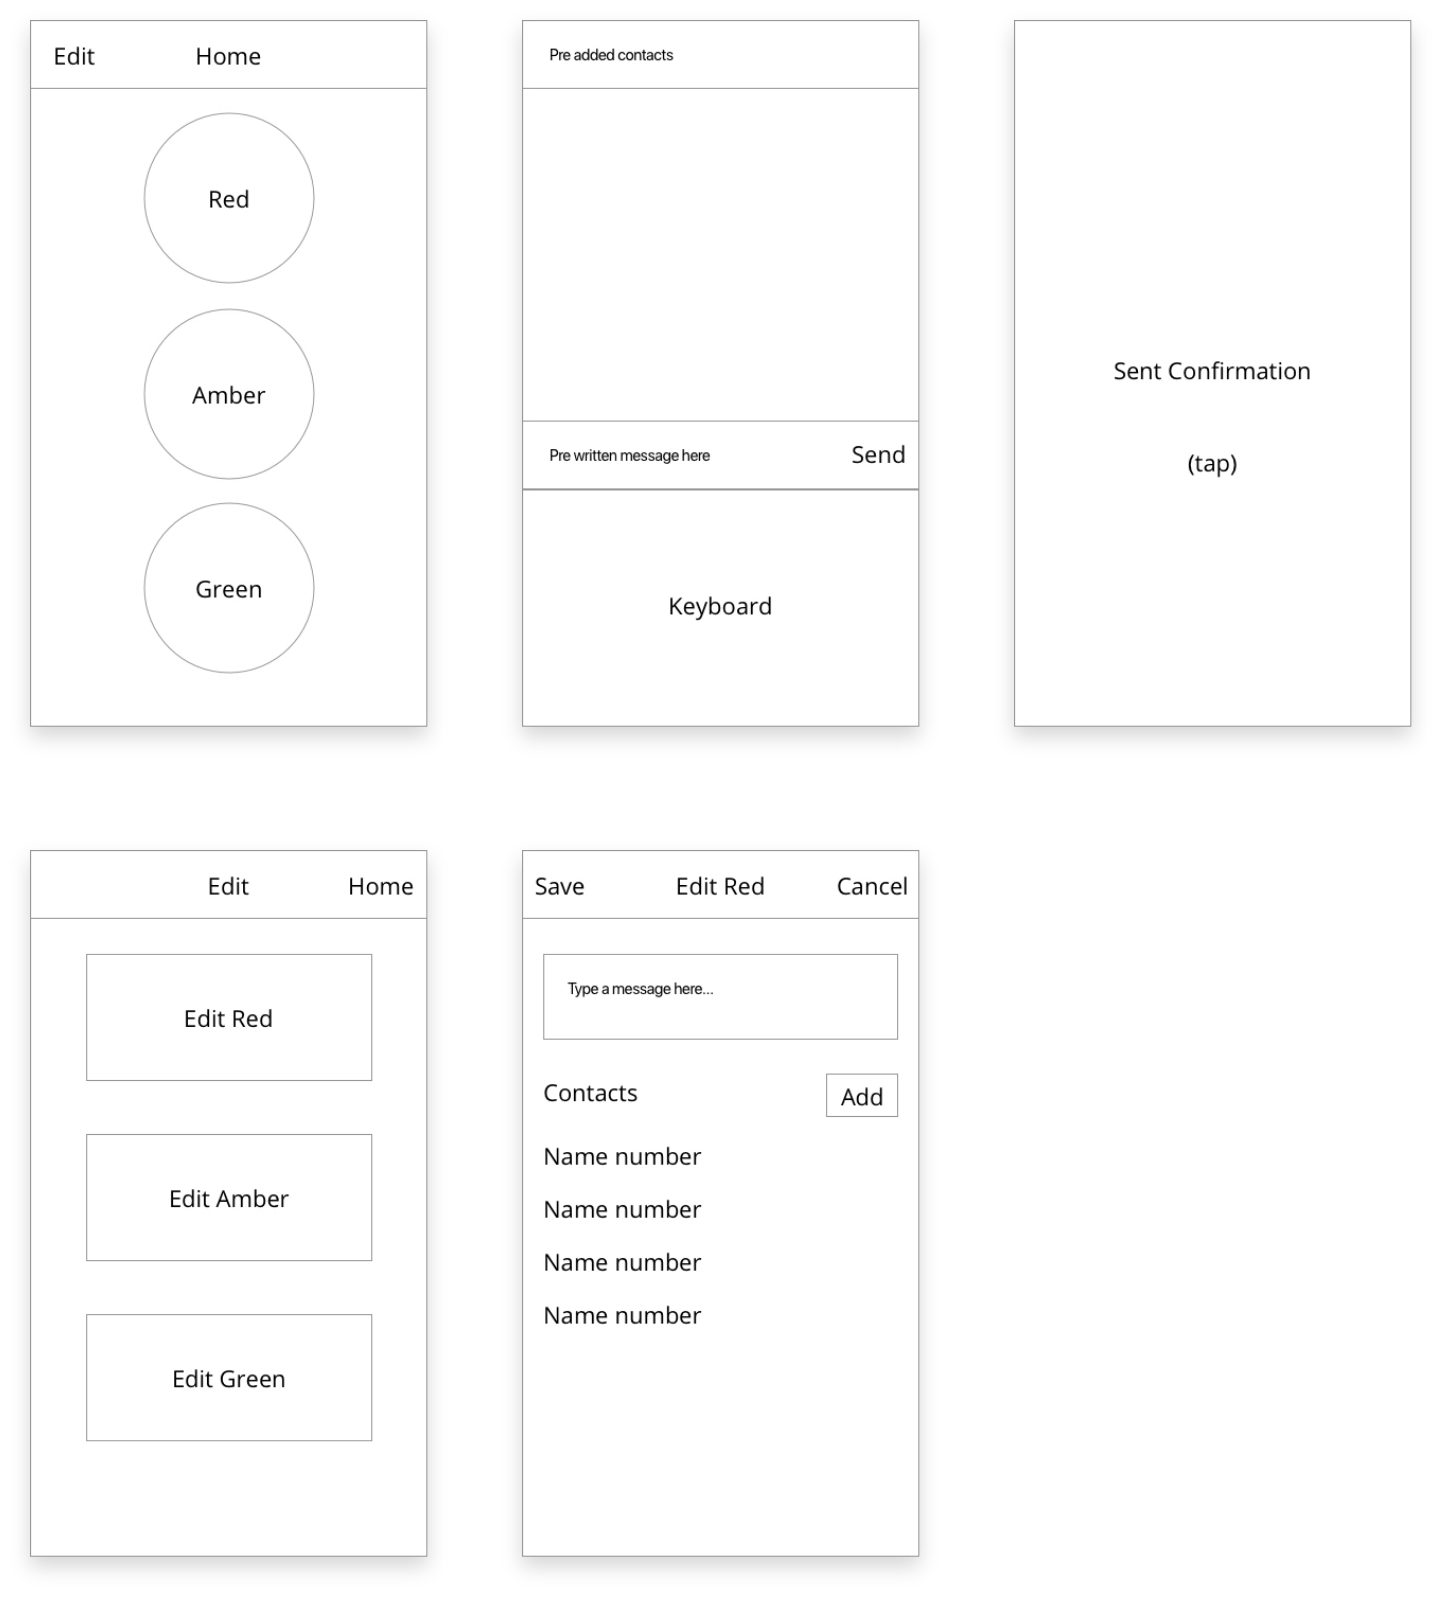 Edit Home
Red
Amber
Green
Pre added contacts
Pre written message here Send
Keyboard
Sent Confirmation
(tap)
Edit Home
Edit Red
Edit Amber
Edit Green
Save Edit Red Cancel
Type a message here...
Contacts Add
Name number
Name number
Name number
Name number